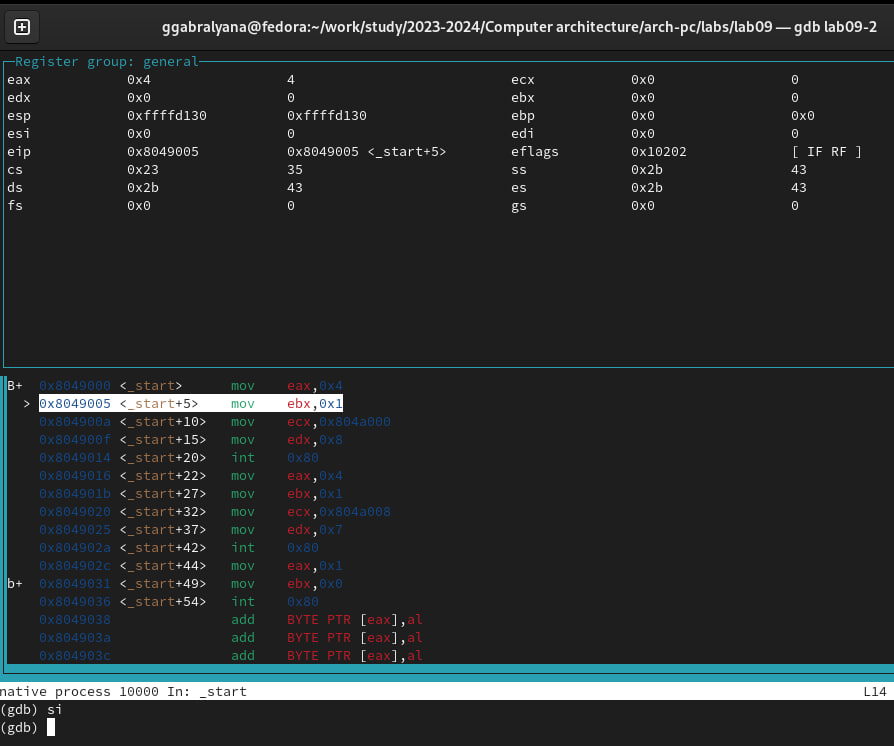 ggabralyana@fedora:~/work/study/2023-2024/Computer architecture/arch-pc/labs/lab09 — gdb lab09-2
Register group: general
eax 0x4 4 ecx 0x0 0
edx 0x0 0 ebx 0x0 0
esp 0xffffd130 0xffffd130 ebp 0x0 0x0
esi 0x0 0 edi 0x0 0
eip 0x8049005 0x8049005 <_start+5> eflags 0x10202 [ IF RF ]
cs 0x23 35 ss 0x2b 43
ds 0x2b 43 es 0x2b 43
fs 0x0 0 gs 0x0 0
B+ 0x8049000 <_start> mov eax,0x4
> 0x8049005 <_start+5> mov ebx,0x1
0x804900a <_start+10> mov ecx,0x804a000
0x804900f <_start+15> mov edx,0x8
0x8049014 <_start+20> int 0x80
0x8049016 <_start+22> mov eax,0x4
0x804901b <_start+27> mov ebx,0x1
0x8049020 <_start+32> mov ecx,0x804a008
0x8049025 <_start+37> mov edx,0x7
0x804902a <_start+42> int 0x80
0x804902c <_start+44> mov eax,0x1
b+ 0x8049031 <_start+49> mov ebx,0x0
0x8049036 <_start+54> int 0x80
0x8049038 add BYTE PTR [eax],al
0x804903a add BYTE PTR [eax],al
0x804903c add BYTE PTR [eax],al
native process 10000 In: _start L14
(gdb) si
(gdb)